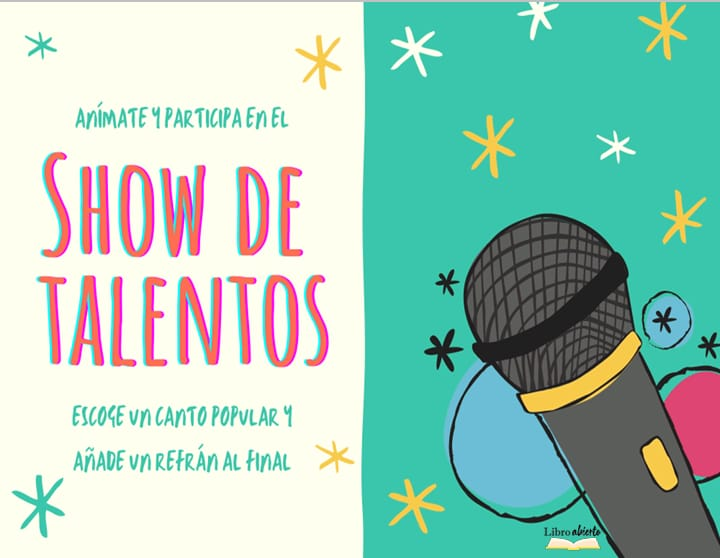 ANÍMATE Y PARTICIPA EN EL
SHOW DE
TALENTOS
ESCOGE UN CANTO POPULAR Y
AÑADE UN REFRÁN AL FINAL
Libro abierto